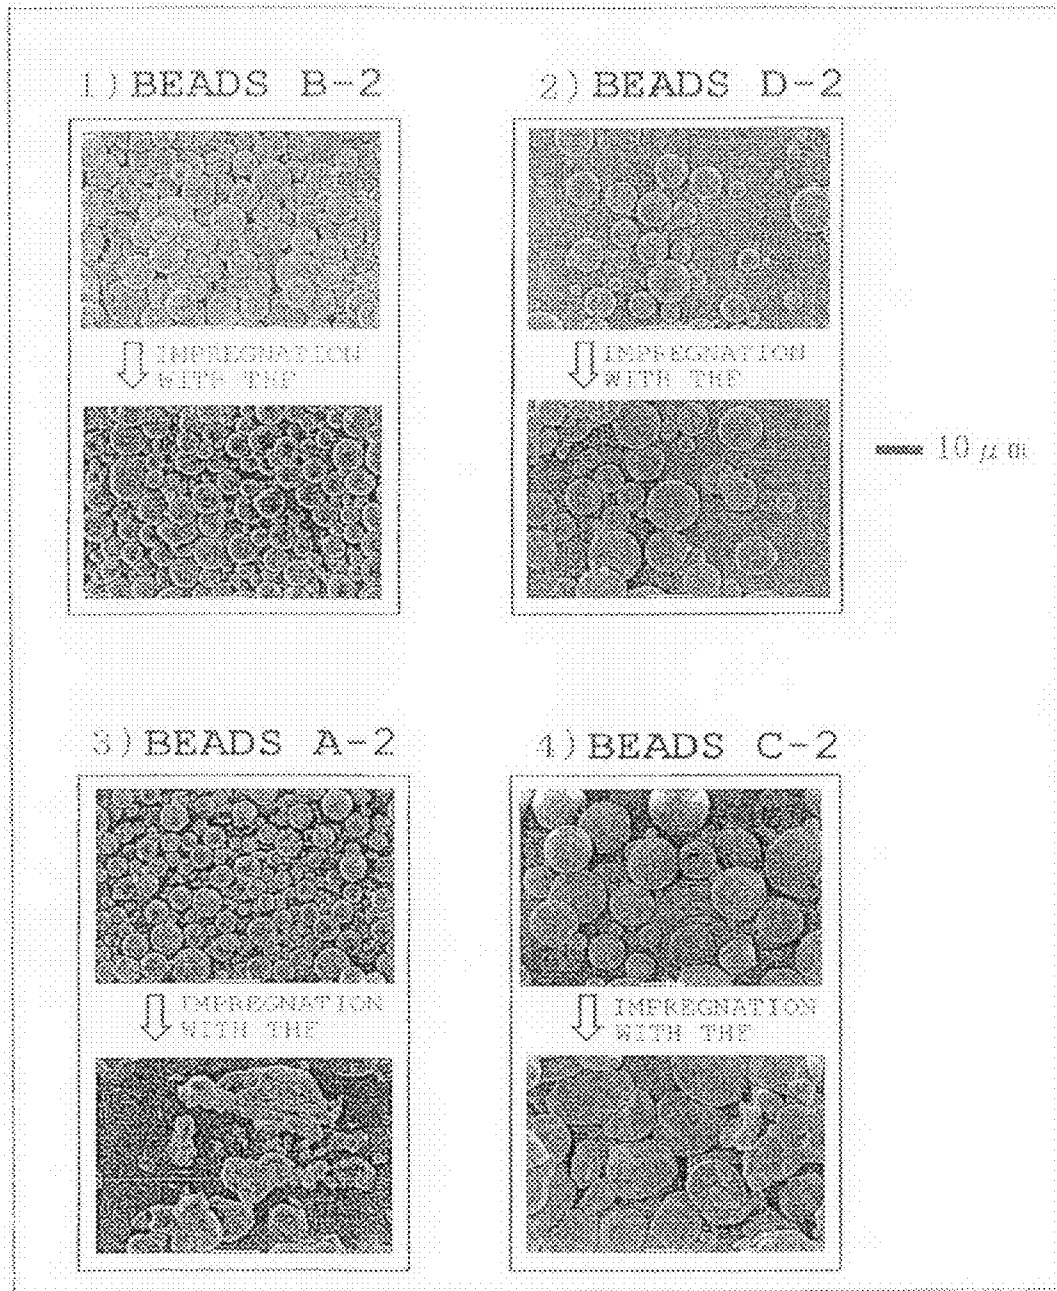 1) BEADS B-2
IMPREGNATION
WITH THF
2) BEADS D-2
IMPREGNATION
WITH THF
10 μm
3) BEADS A-2
IMPREGNATION
WITH THF
4) BEADS C-2
IMPREGNATION
WITH THF